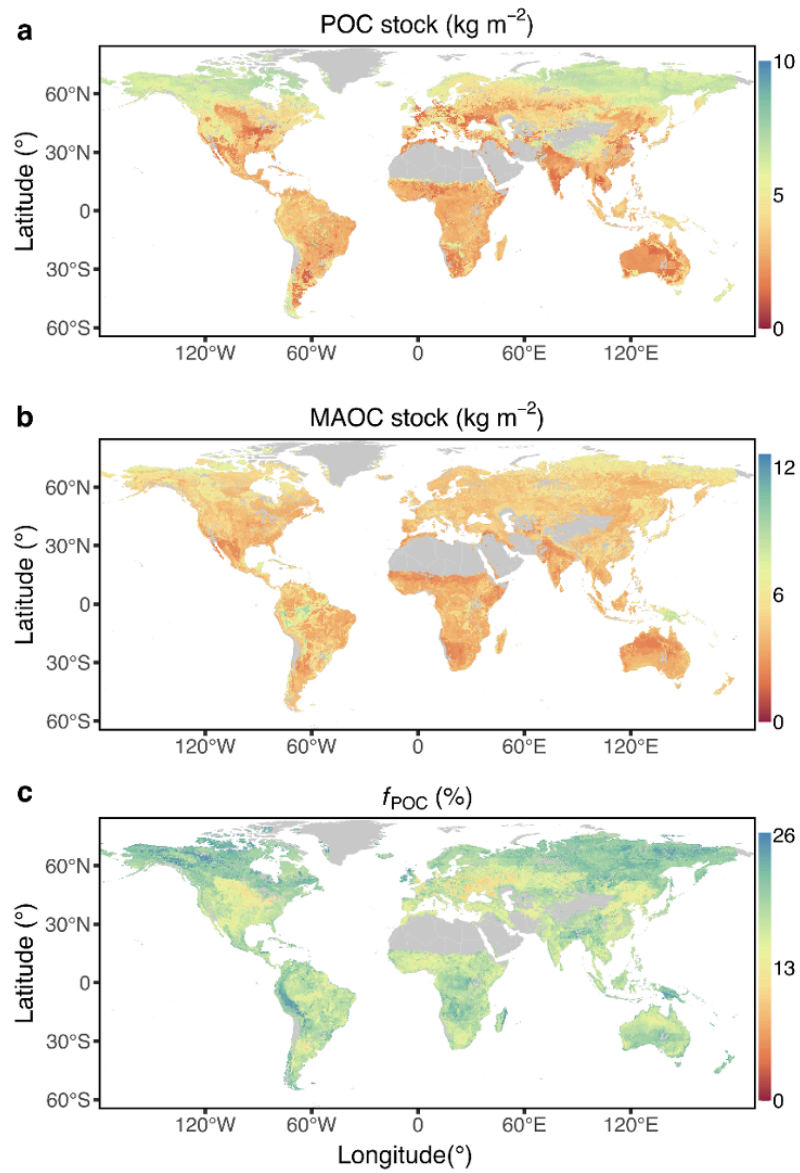 a
POC stock (kg m⁻²)
60°N
30°N
0
30°S
60°S
Latitude (°)
120°W 60°W 0 60°E 120°E
10
5
0
b
MAOC stock (kg m⁻²)
60°N
30°N
0
30°S
60°S
Latitude (°)
120°W 60°W 0 60°E 120°E
12
6
0
c
fPOC (%)
60°N
30°N
0
30°S
60°S
Latitude (°)
120°W 60°W 0 60°E 120°E
26
13
0
Longitude(°)